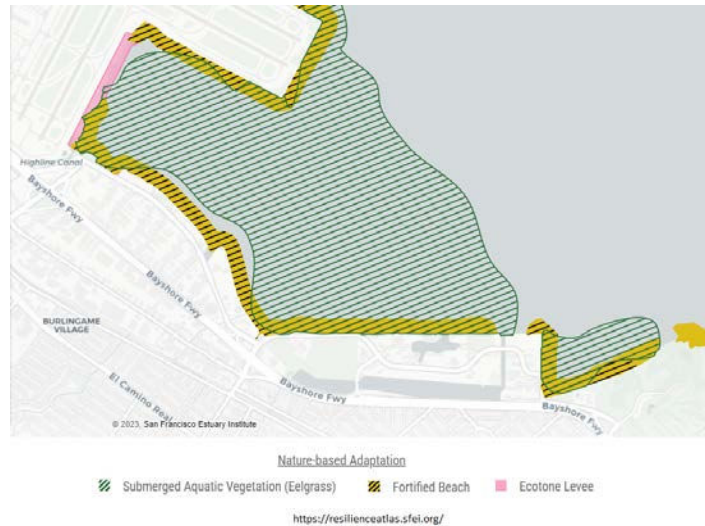 Highline Canal
Bayshore Fwy
Bayshore Fwy
BURLINGAME
VILLAGE
El Camino Real
Bayshore Fwy
Bayshore Fwy
© 2023, San Francisco Estuary Institute
Nature-based Adaptation
Submerged Aquatic Vegetation (Eelgrass)
Fortified Beach
Ecotone Levee
https://resilienceatlas.sfei.org/